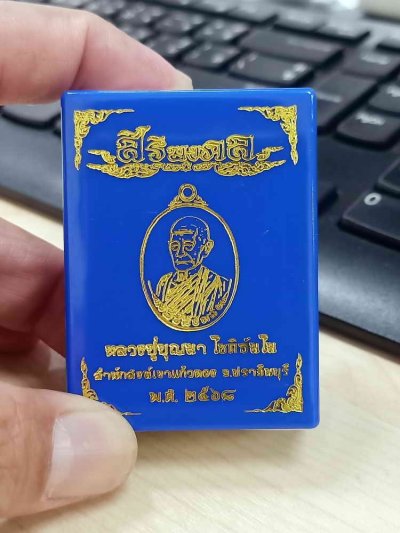 สิริมงคล
หลวงปู่บุญมา โชติธัมโม
สำนักสงฆ์เขาแก้วทอง จ.ปราจีนบุรี
พ.ศ. ๒๕๖๘